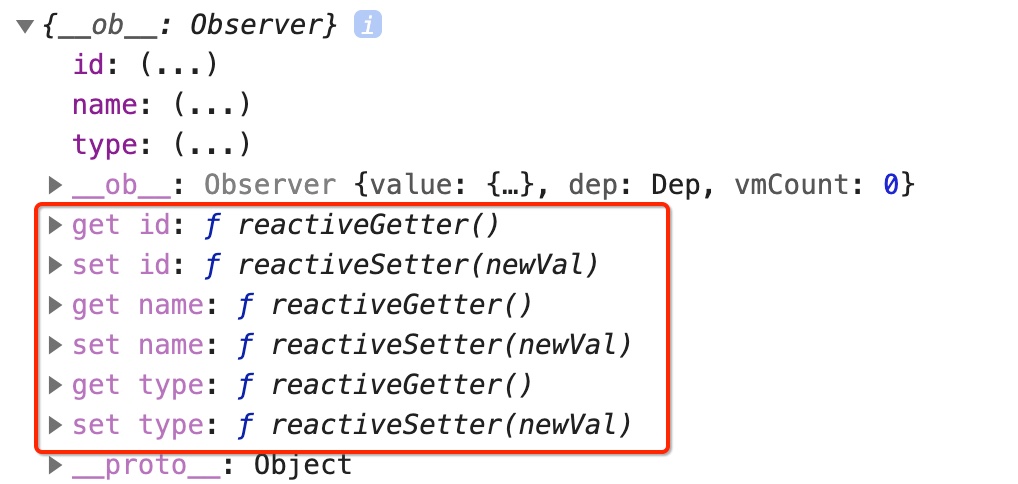 {__ob__: Observer} i
id: (...)
name: (...)
type: (...)
__ob__: Observer {value: {…}, dep: Dep, vmCount: 0}
get id: ƒ reactiveGetter()
set id: ƒ reactiveSetter(newVal)
get name: ƒ reactiveGetter()
set name: ƒ reactiveSetter(newVal)
get type: ƒ reactiveGetter()
set type: ƒ reactiveSetter(newVal)
__proto__: Object